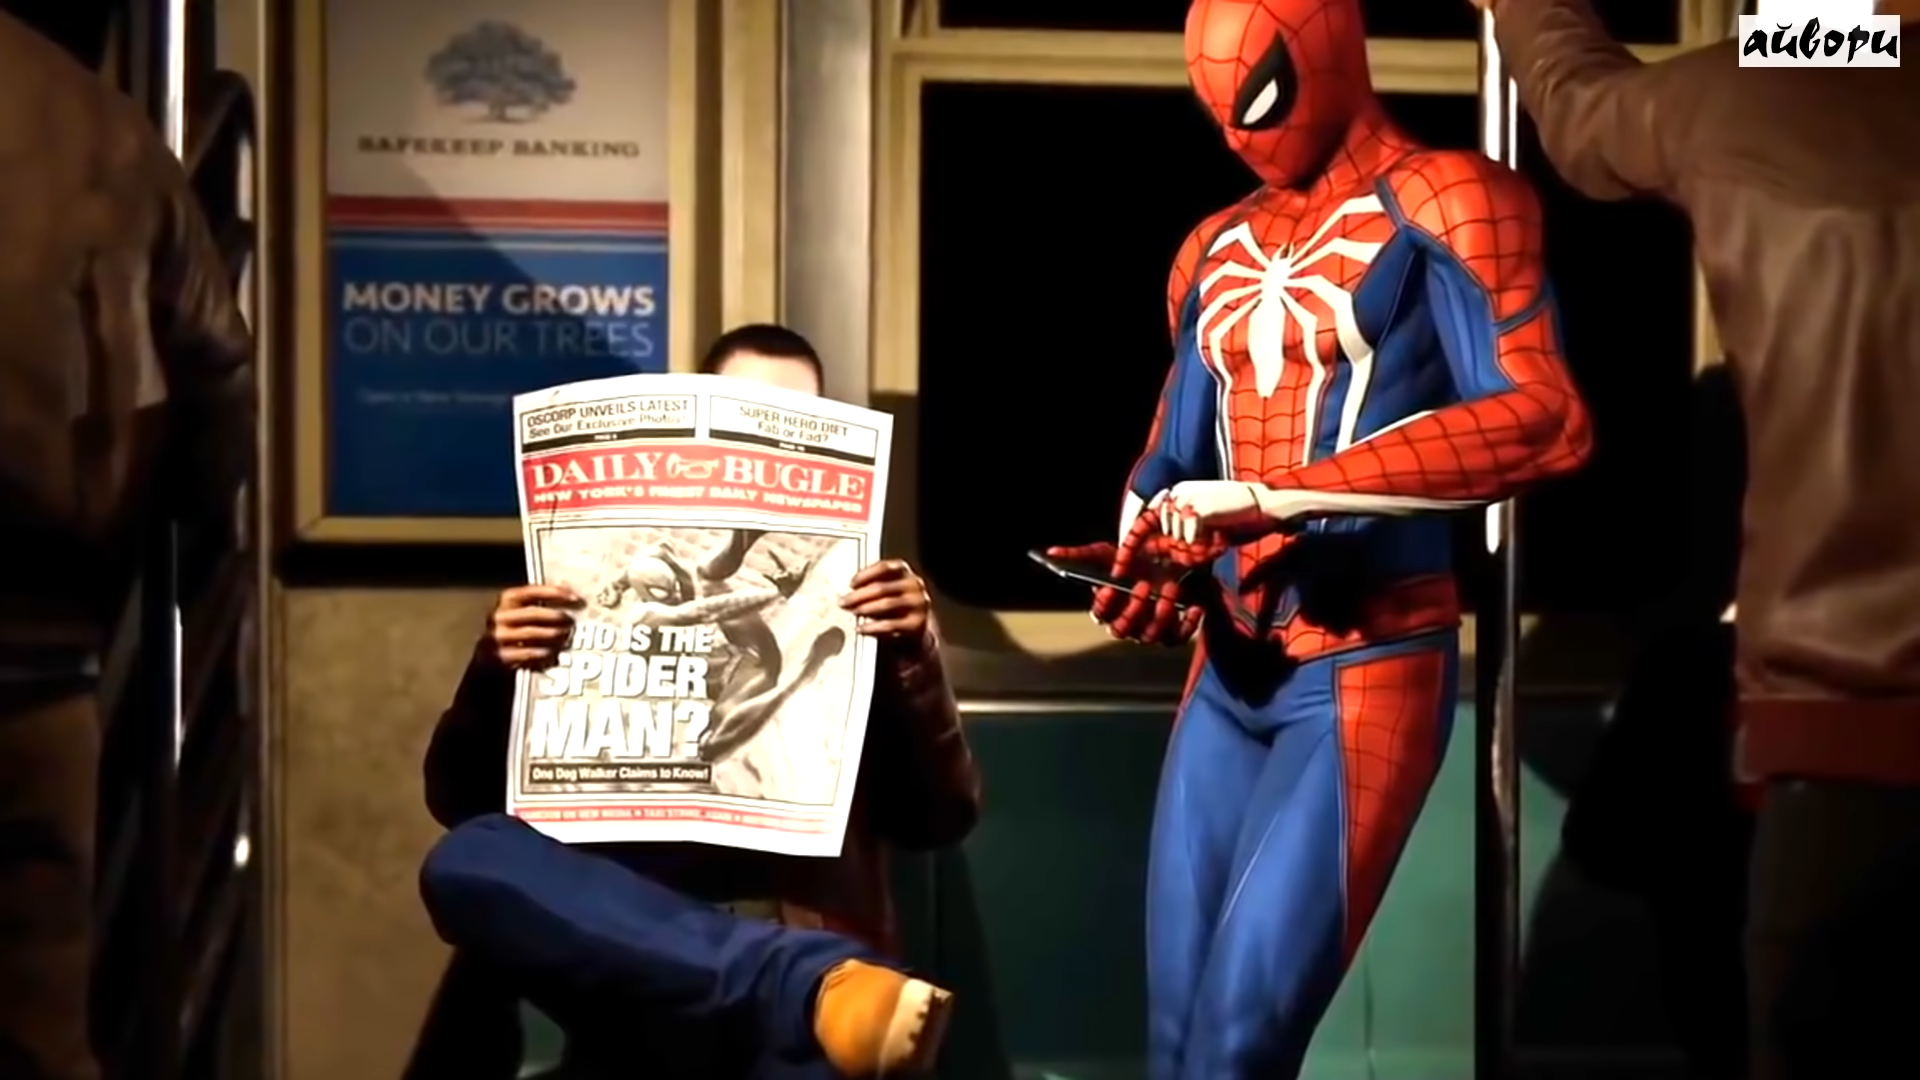 айвори
SAFEKEEP BANKING
MONEY GROWS
ON OUR TREES
OSCORP UNVEILS LATEST
See Our Exclusive Photos!
SUPER HERO DIET
Fab or Fad?
DAILY BUGLE
NEW YORK'S FINEST DAILY NEWSPAPER
HO IS THE
SPIDER
MAN?
One Dog Walker Claims to Know!